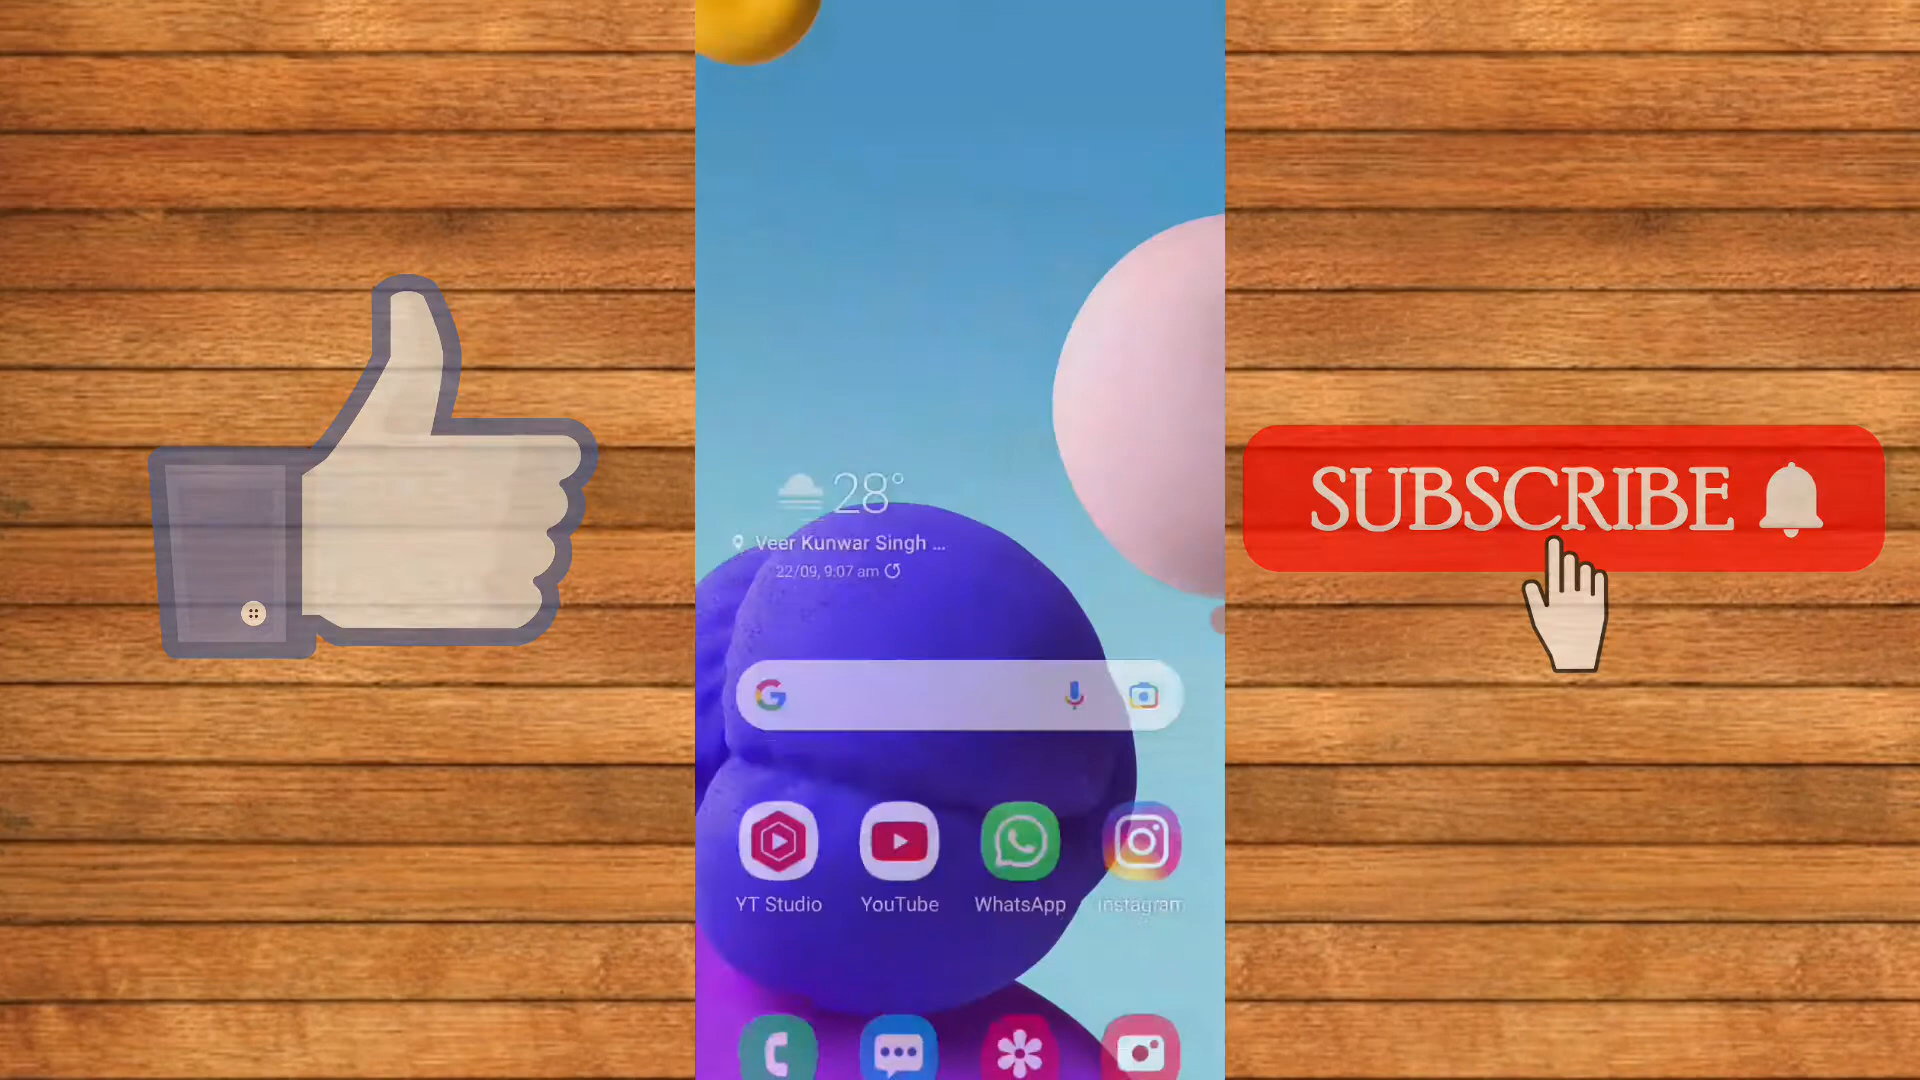 28°
Veer Kunwar Singh ...
22/09, 9:07 am
SUBSCRIBE
YT Studio
YouTube
WhatsApp
Instagram